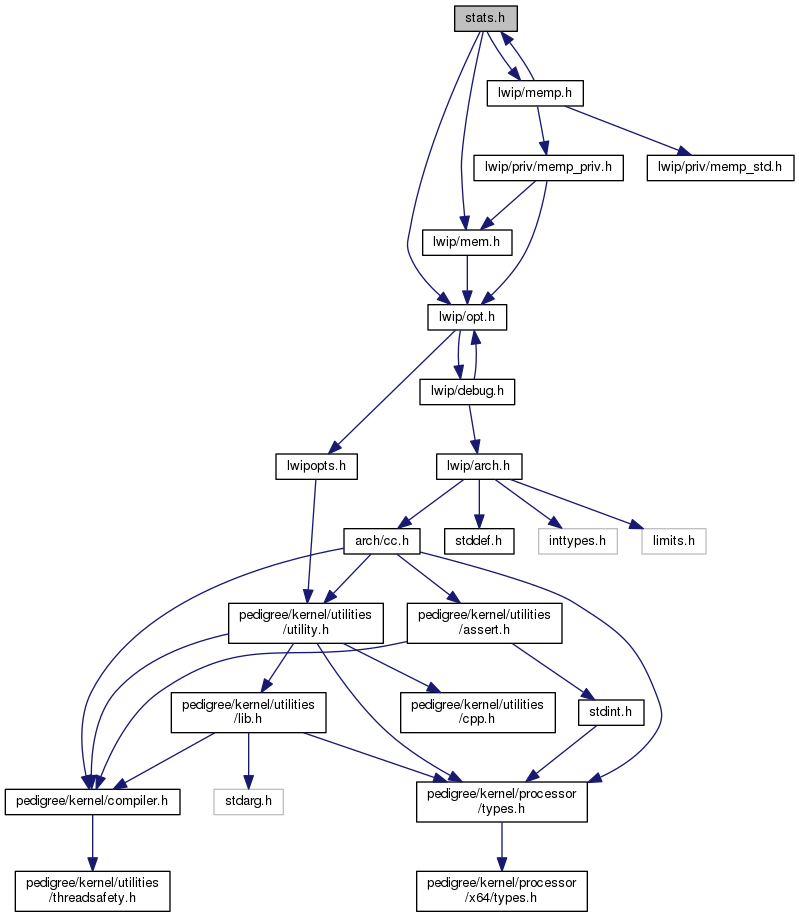 stats.h
lwip/memp.h
lwip/priv/memp_priv.h
lwip/priv/memp_std.h
lwip/mem.h
lwip/opt.h
lwip/debug.h
lwipopts.h
lwip/arch.h
arch/cc.h
stddef.h
inttypes.h
limits.h
pedigree/kernel/utilities
/utility.h
pedigree/kernel/utilities
/assert.h
pedigree/kernel/utilities
/lib.h
pedigree/kernel/utilities
/cpp.h
stdint.h
pedigree/kernel/compiler.h
stdarg.h
pedigree/kernel/processor
/types.h
pedigree/kernel/utilities
/threadsafety.h
pedigree/kernel/processor
/x64/types.h